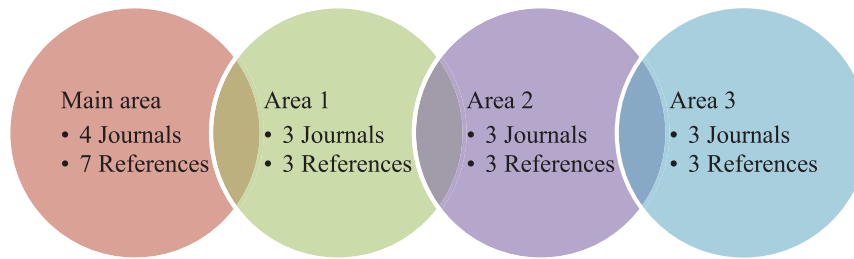 Main area
• 4 Journals
• 7 References
Area 1
• 3 Journals
• 3 References
Area 2
• 3 Journals
• 3 References
Area 3
• 3 Journals
• 3 References